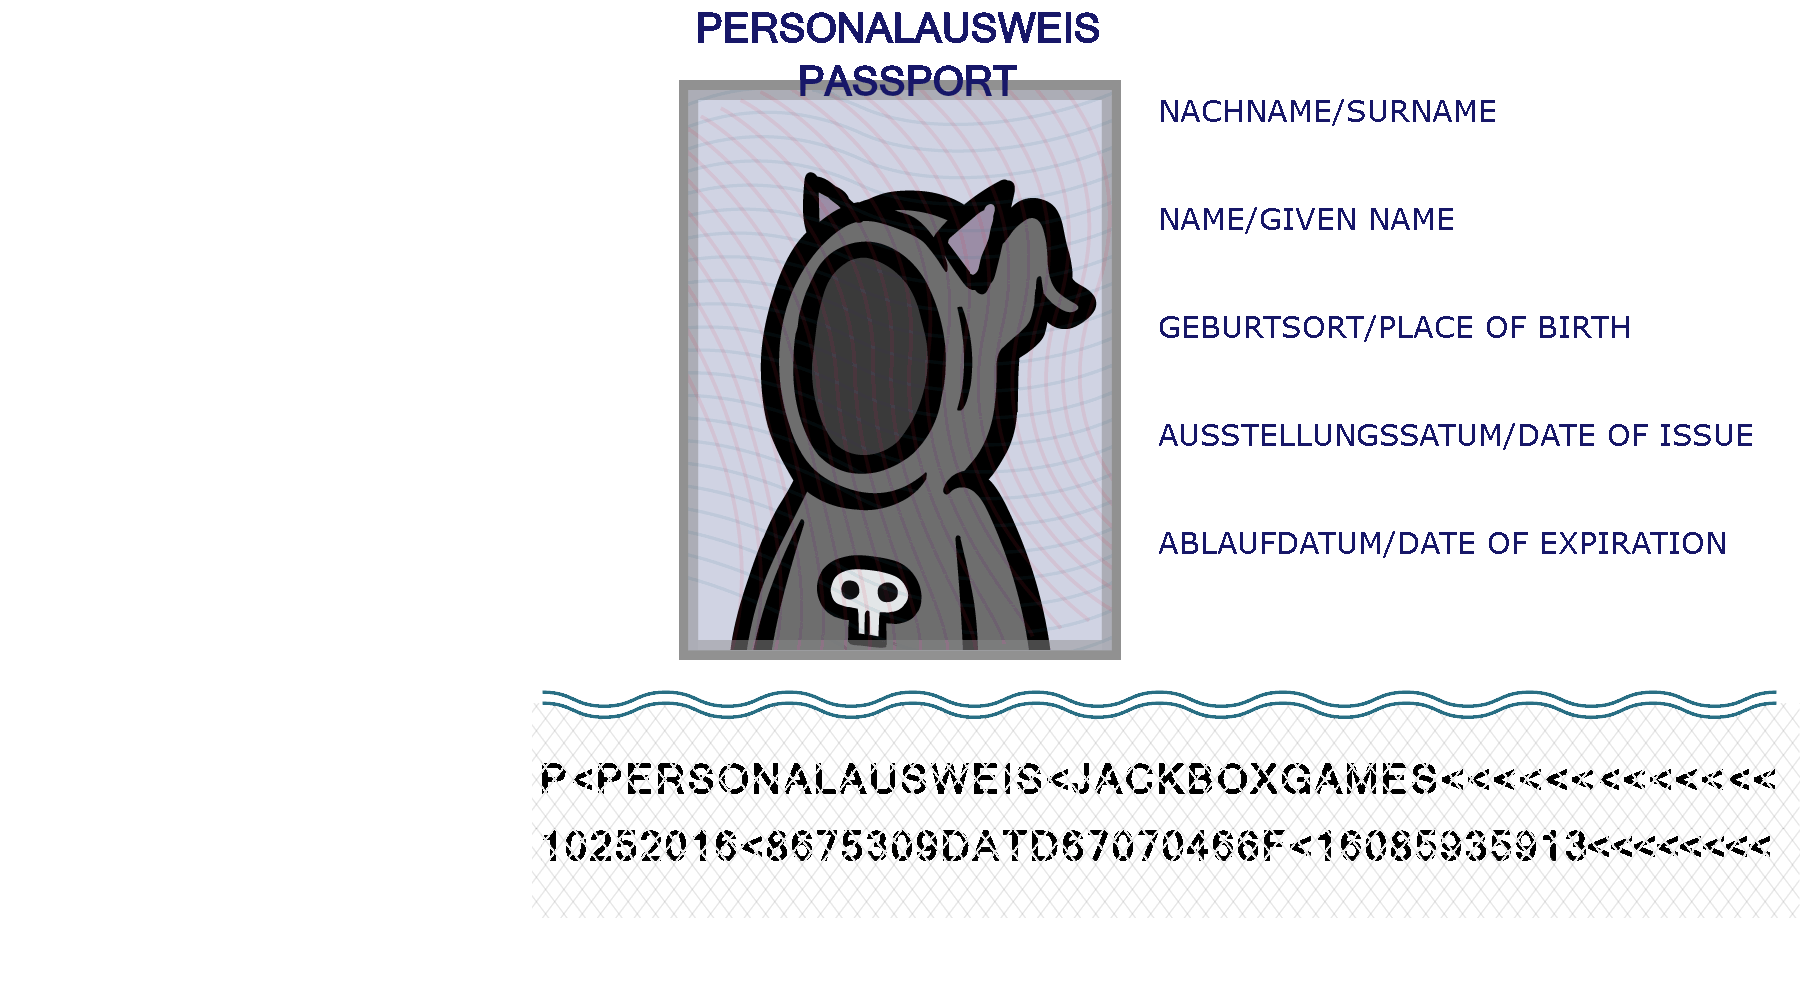 PERSONALAUSWEIS
PASSPORT
NACHNAME/SURNAME
NAME/GIVEN NAME
GEBURTSORT/PLACE OF BIRTH
AUSSTELLUNGSSATUM/DATE OF ISSUE
ABLAUFDATUM/DATE OF EXPIRATION
P<PERSONALAUSWEIS<JACKBOXGAMES<<<<<<<<<<<<<
10252016<8675309DATD67070466F<16085935913<<<<<<<<